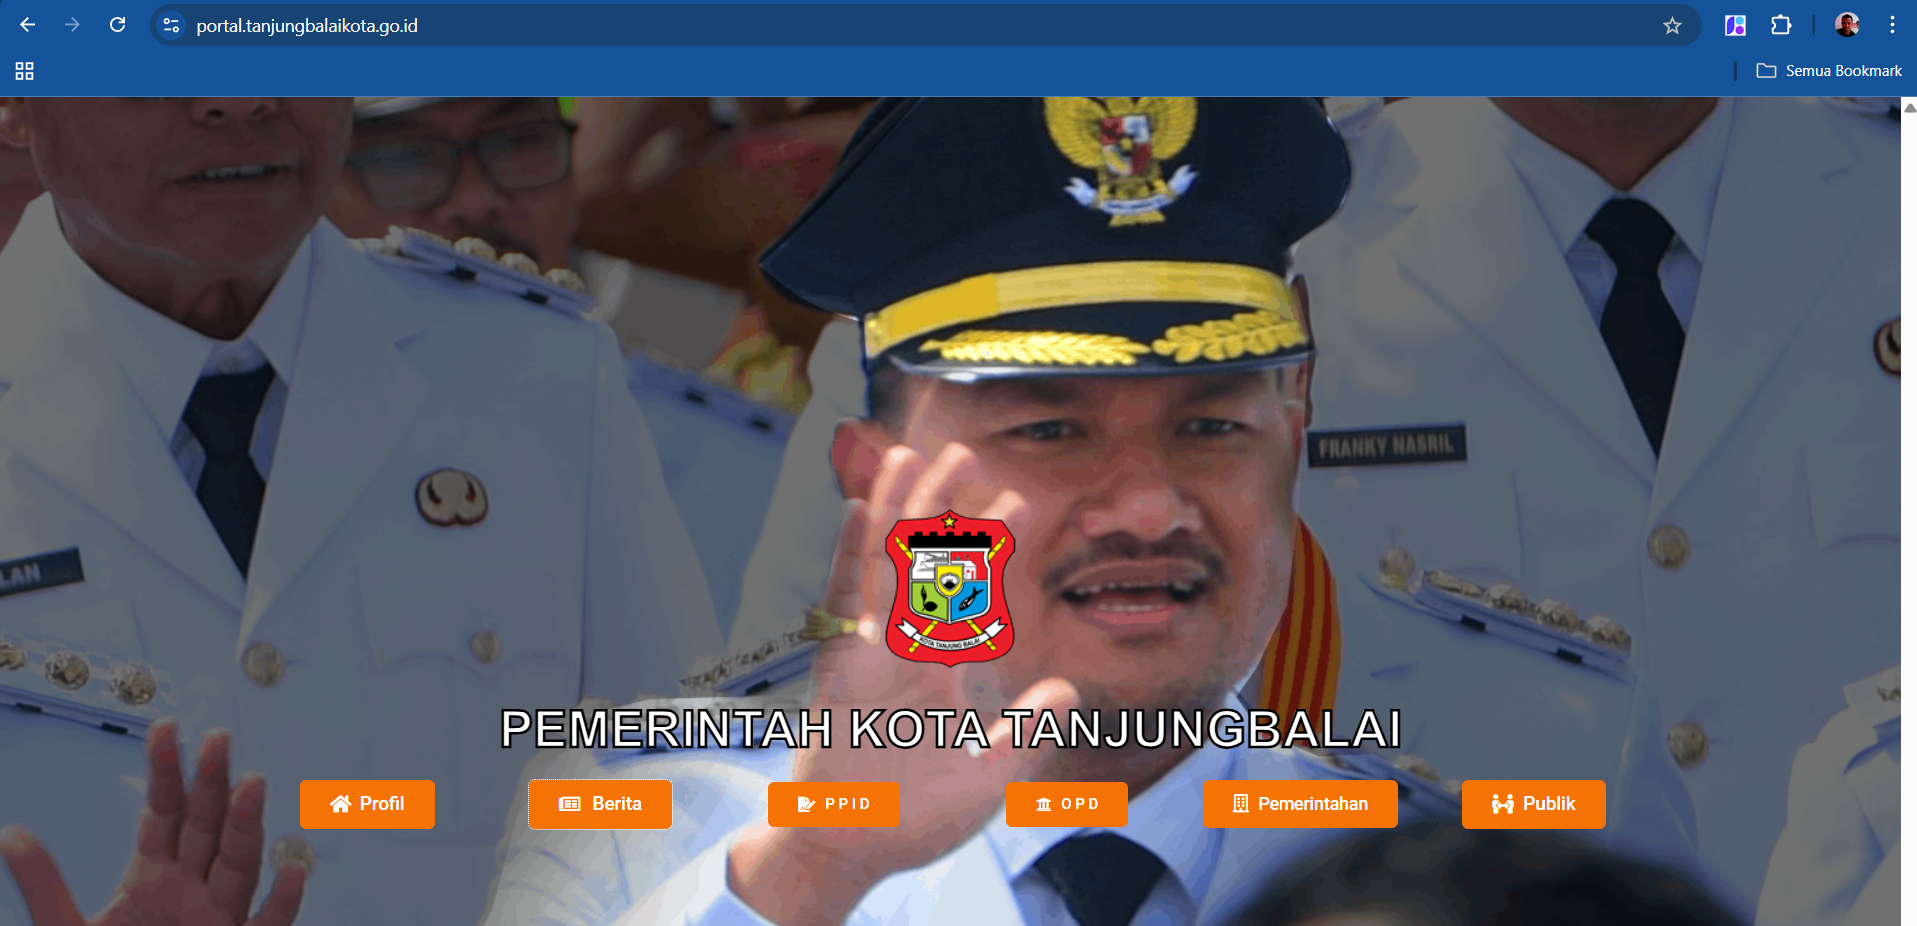 portal.tanjungbalaikota.go.id
Semua Bookmark
FRANKY NASRIL
LAN
KOTA TANJUNG BALAI
PEMERINTAH KOTA TANJUNGBALAI
Profil
Berita
PPID
OPD
Pemerintahan
Publik